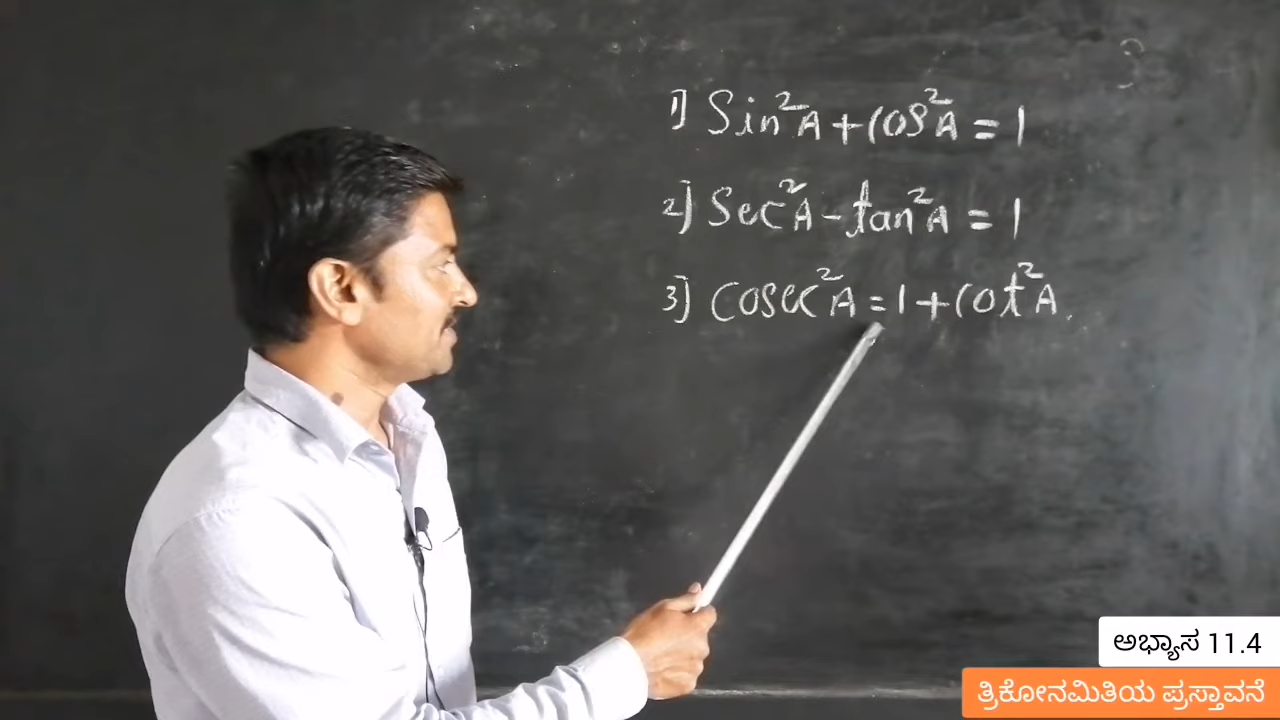 1] Sin²A + cos²A = 1
2] Sec²A - tan²A = 1
3] cosec²A = 1 + cot²A.
ಅಭ್ಯಾಸ 11.4
ತ್ರಿಕೋನಮಿತಿಯ ಪ್ರಸ್ತಾವನೆ